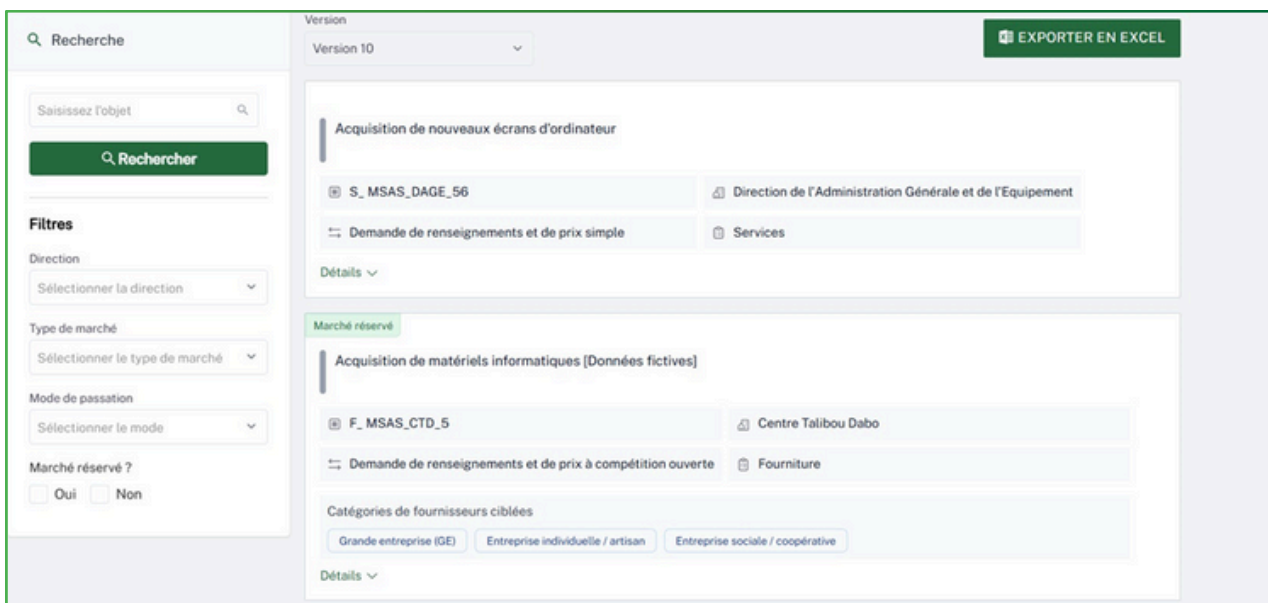 Recherche
Saisissez l'objet
Rechercher
Filtres
Direction
Sélectionner la direction
Type de marché
Sélectionner le type de marché
Mode de passation
Sélectionner le mode
Marché réservé ?
Oui Non
Version
Version 10
EXPORTER EN EXCEL
Acquisition de nouveaux écrans d'ordinateur
S_ MSAS_DAGE_56
Direction de l'Administration Générale et de l'Equipement
Demande de renseignements et de prix simple
Services
Détails
Marché réservé
Acquisition de matériels informatiques [Données fictives]
F_ MSAS_CTD_5
Centre Talibou Dabo
Demande de renseignements et de prix à compétition ouverte
Fourniture
Catégories de fournisseurs ciblées
Grande entreprise (GE)
Entreprise individuelle / artisan
Entreprise sociale / coopérative
Détails